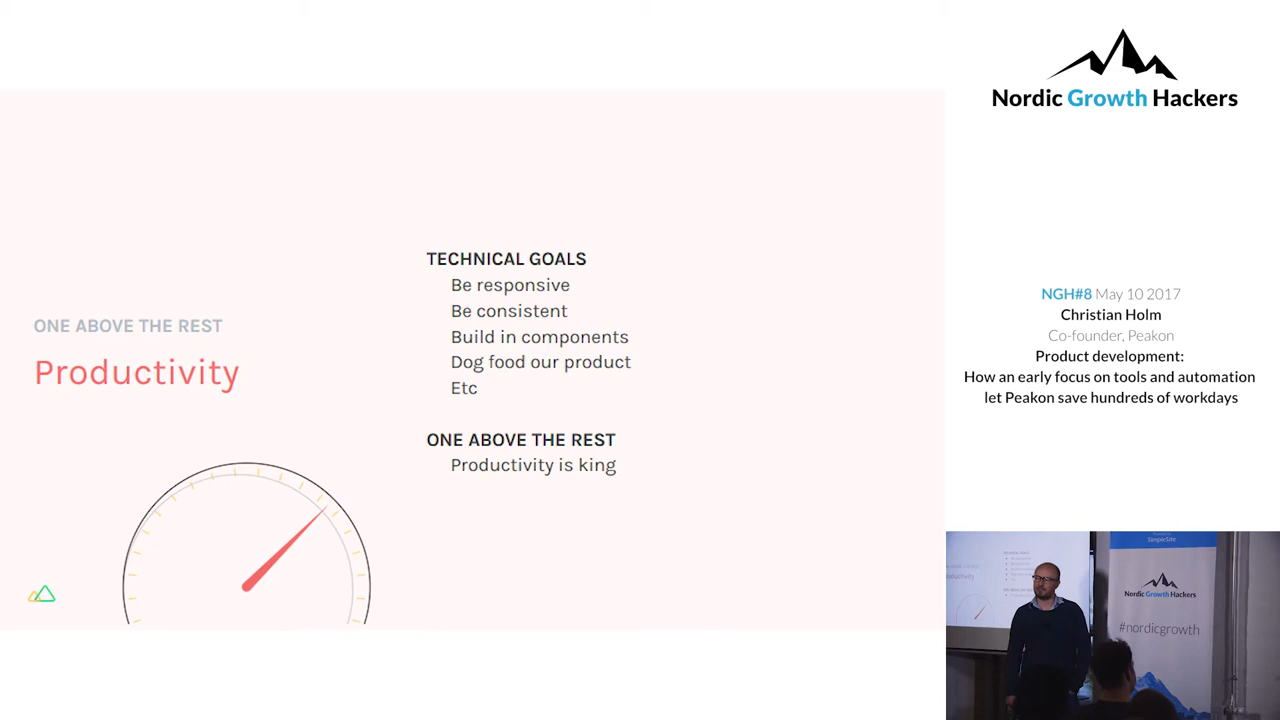 ONE ABOVE THE REST
Productivity
TECHNICAL GOALS
Be responsive
Be consistent
Build in components
Dog food our product
Etc
ONE ABOVE THE REST
Productivity is king
Nordic Growth Hackers
NGH#8 May 10 2017
Christian Holm
Co-founder, Peakon
Product development:
How an early focus on tools and automation
let Peakon save hundreds of workdays
SimpleSite
Nordic Growth Hackers
#nordicgrowth